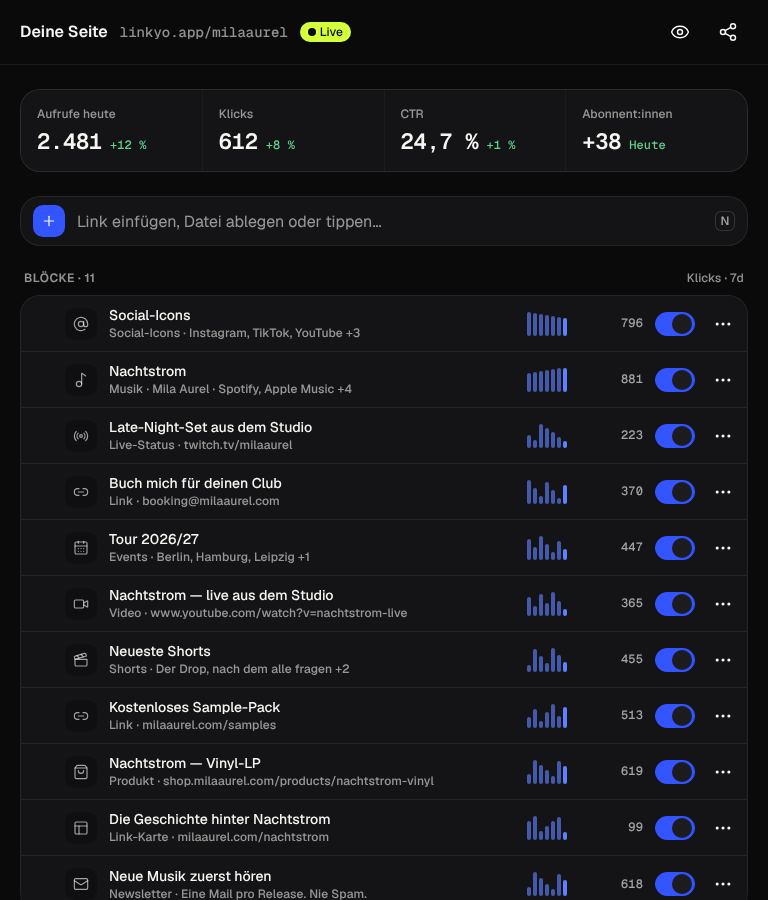 Deine Seite linkyo.app/milaaurel Live
Aufrufe heute
2.481 +12 %
Klicks
612 +8 %
CTR
24,7 % +1 %
Abonnent:innen
+38 Heute
Link einfügen, Datei ablegen oder tippen… N
BLÖCKE · 11 Klicks · 7d
Social-Icons
Social-Icons · Instagram, TikTok, YouTube +3
796
Nachtstrom
Musik · Mila Aurel · Spotify, Apple Music +4
881
Late-Night-Set aus dem Studio
Live-Status · twitch.tv/milaaurel
223
Buch mich für deinen Club
Link · booking@milaaurel.com
370
Tour 2026/27
Events · Berlin, Hamburg, Leipzig +1
447
Nachtstrom — live aus dem Studio
Video · www.youtube.com/watch?v=nachtstrom-live
365
Neueste Shorts
Shorts · Der Drop, nach dem alle fragen +2
455
Kostenloses Sample-Pack
Link · milaaurel.com/samples
513
Nachtstrom — Vinyl-LP
Produkt · shop.milaaurel.com/products/nachtstrom-vinyl
619
Die Geschichte hinter Nachtstrom
Link-Karte · milaaurel.com/nachtstrom
99
Neue Musik zuerst hören
Newsletter · Eine Mail pro Release. Nie Spam.
618